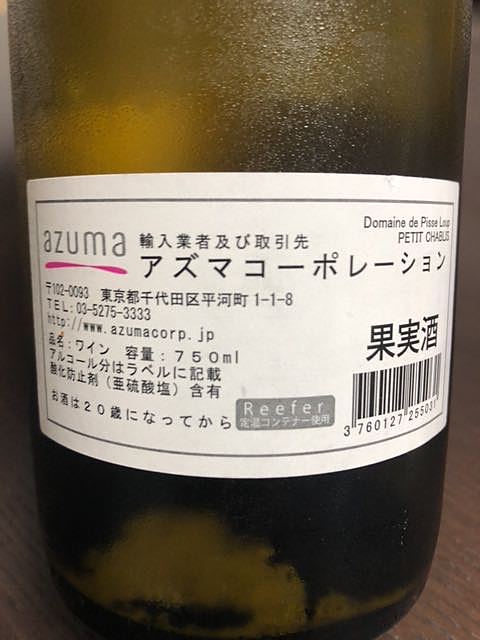 Domaine de Pisse Loup
PETIT CHABLIS
azuma 輸入業者及び取引先
アズマコーポレーション
〒102-0093 東京都千代田区平河町1-1-8
TEL:03-5275-3333
http://www.azumacorp.jp
品名:ワイン 容量:750ml
アルコール分はラベルに記載
酸化防止剤(亜硫酸塩)含有
果実酒
お酒は20歳になってから
Reefer
定温コンテナー使用
3 760127 255031